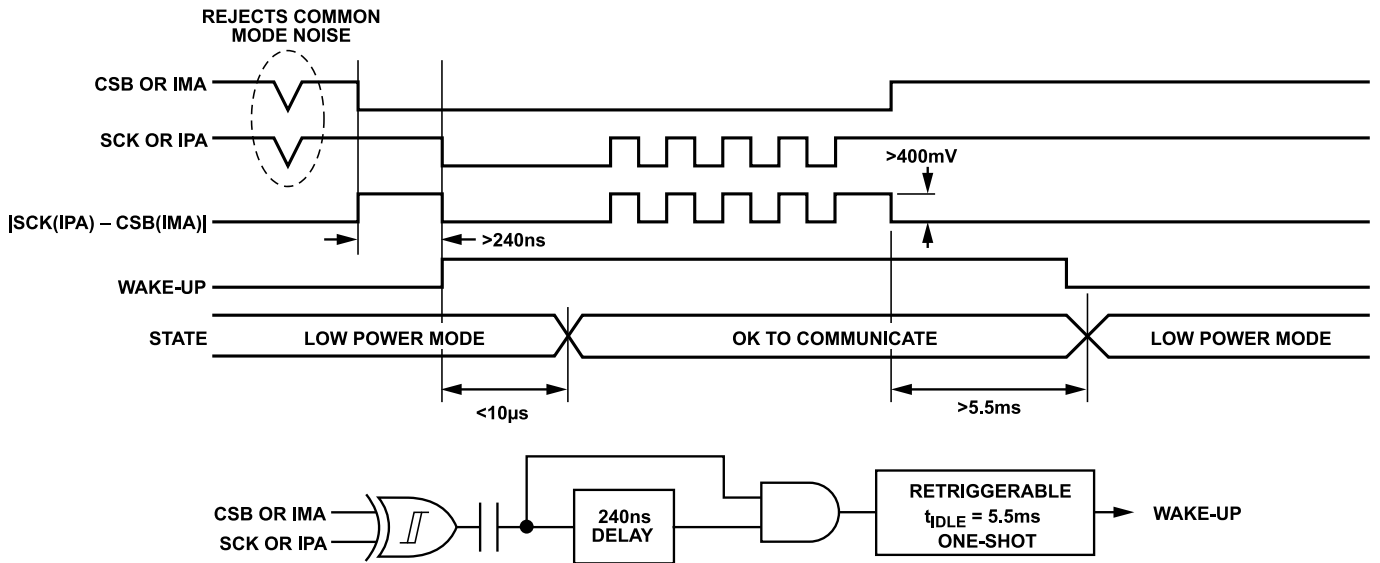 REJECTS COMMON
MODE NOISE
CSB OR IMA
SCK OR IPA
>400mV
|SCK(IPA) – CSB(IMA)|
>240ns
WAKE-UP
STATE
LOW POWER MODE
OK TO COMMUNICATE
LOW POWER MODE
<10µs
>5.5ms
CSB OR IMA
SCK OR IPA
240ns
DELAY
RETRIGGERABLE
tIDLE = 5.5ms
ONE-SHOT
WAKE-UP